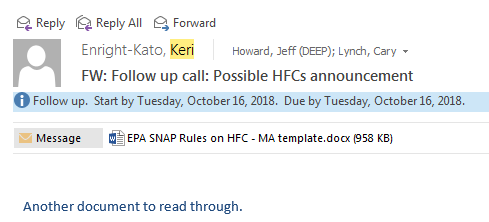 Reply Reply All Forward
Enright-Kato, Keri Howard, Jeff (DEEP); Lynch, Cary
FW: Follow up call: Possible HFCs announcement
Follow up. Start by Tuesday, October 16, 2018. Due by Tuesday, October 16, 2018.
Message EPA SNAP Rules on HFC - MA template.docx (958 KB)
Another document to read through.